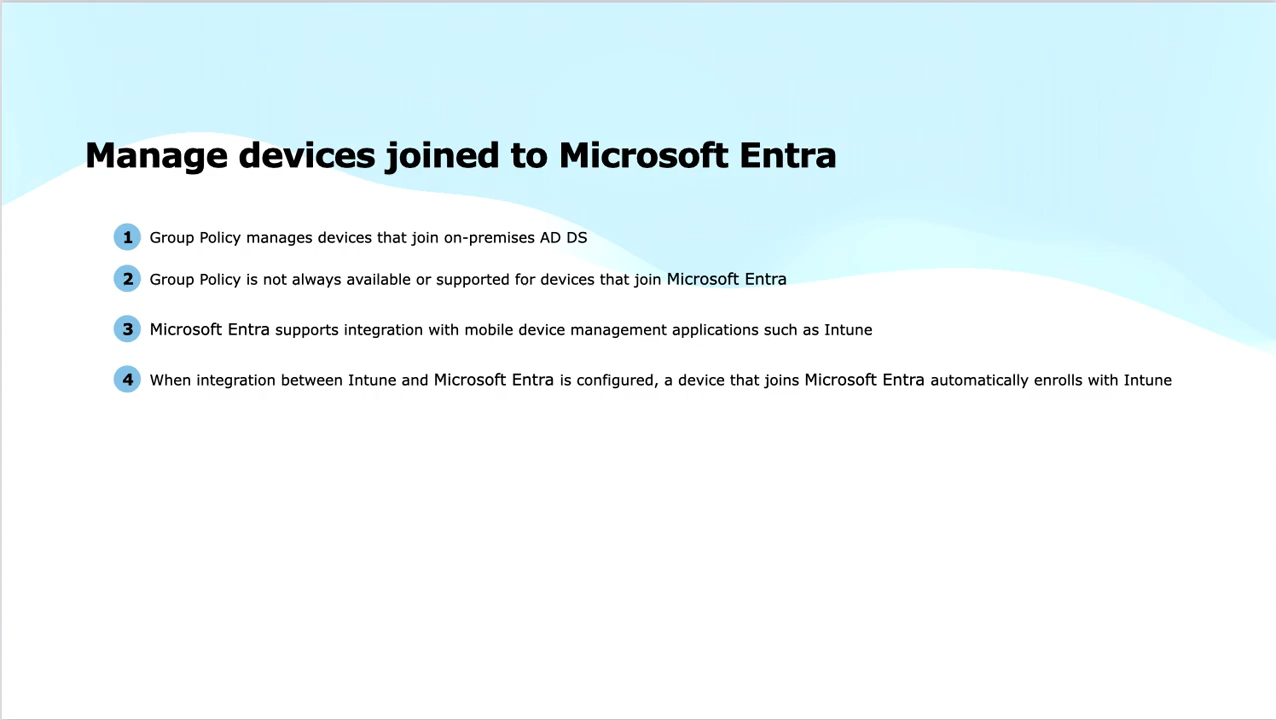 Manage devices joined to Microsoft Entra
1 Group Policy manages devices that join on-premises AD DS
2 Group Policy is not always available or supported for devices that join Microsoft Entra
3 Microsoft Entra supports integration with mobile device management applications such as Intune
4 When integration between Intune and Microsoft Entra is configured, a device that joins Microsoft Entra automatically enrolls with Intune